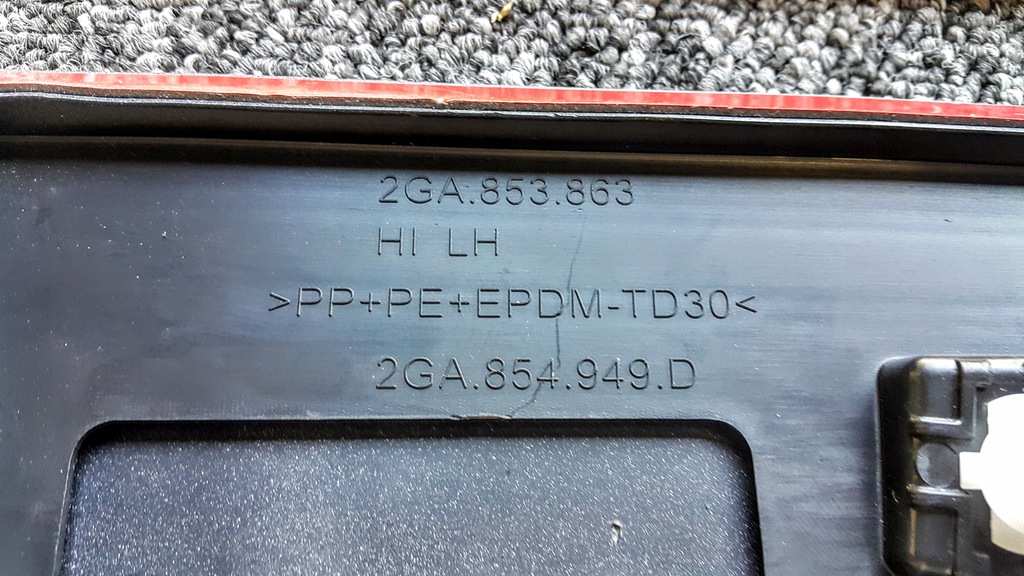 2GA.853.863
HI LH
>PP+PE+EPDM-TD30<
2GA.854.949.D